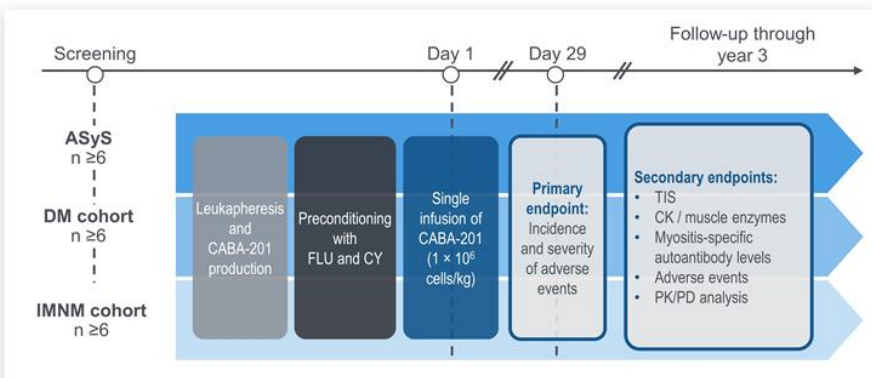 Screening
Day 1
Day 29
Follow-up through
year 3
ASyS
n ≥6
DM cohort
n ≥6
IMNM cohort
n ≥6
Leukapheresis
and
CABA-201
production
Preconditioning
with
FLU and CY
Single
infusion of
CABA-201
(1 × 10⁶
cells/kg)
Primary
endpoint:
Incidence
and severity
of adverse
events
Secondary endpoints:
• TIS
• CK / muscle enzymes
• Myositis-specific
autoantibody levels
• Adverse events
• PK/PD analysis